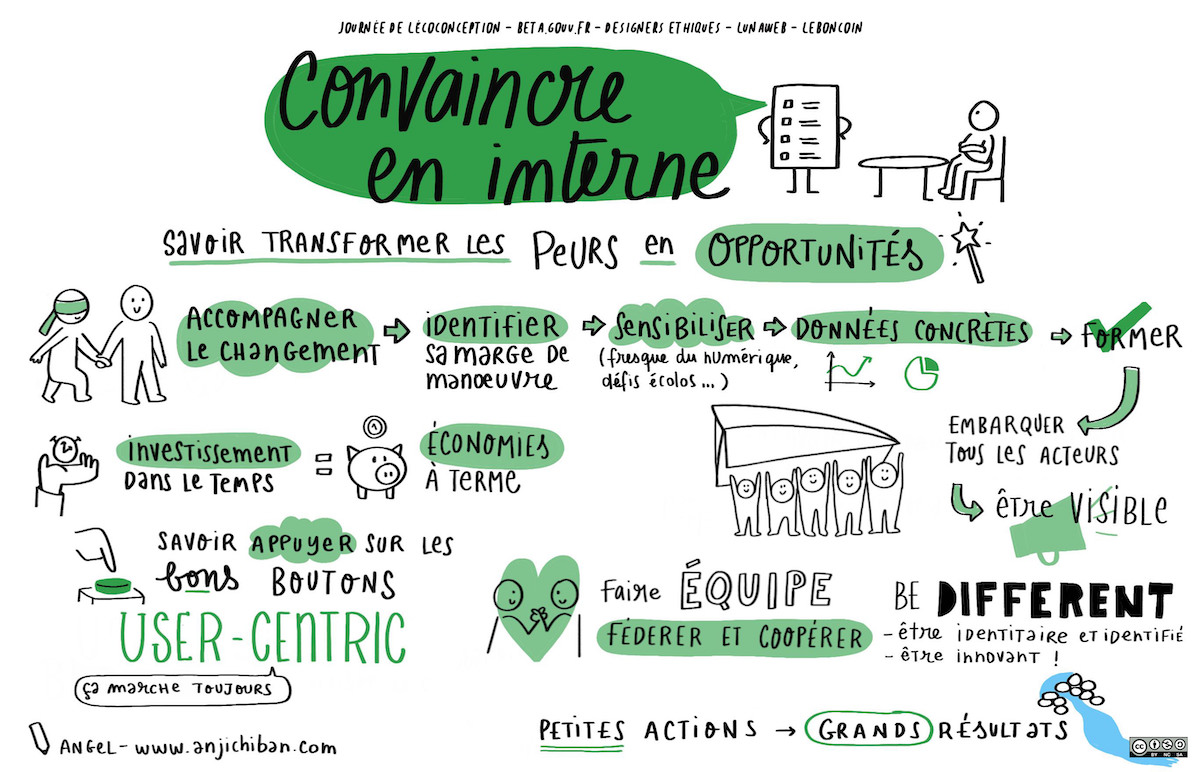 JOURNÉE DE L'ÉCOCONCEPTION - BETA.GOUV.FR - DESIGNERS ETHIQUES - LUNAWEB - LEBONCOIN
Convaincre
en interne
SAVOIR TRANSFORMER LES PEURS en OPPORTUNITÉS
ACCOMPAGNER
Le CHANGEMENT
iDENTiFIER
SA MARGE DE
MANŒUVRE
SENSIBILISER
(fresque du numérique,
défis écolos...)
DONNÉES CONCRÈTES
FORMER
EMBARQUER
TOUS LES ACTEURS
être VISIBLE
investissement
DANS LE TEMPS
=
ÉCONOMIES
À TERME
SAVOIR APPUYER SUR LES
bons BOUTONS
USER-CENTRIC
ça MARCHE TOUJOURS
Faire ÉQUIPE
FÉDERER ET COOPÉRER
BE DIFFERENT
- être iDENTITAIRE ET iDENTIFIÉ
- être innovant !
PETITES ACTIONS → GRANDS RÉSULTATS
ANGEL - www.anjichiban.com
cc
BY NC SA